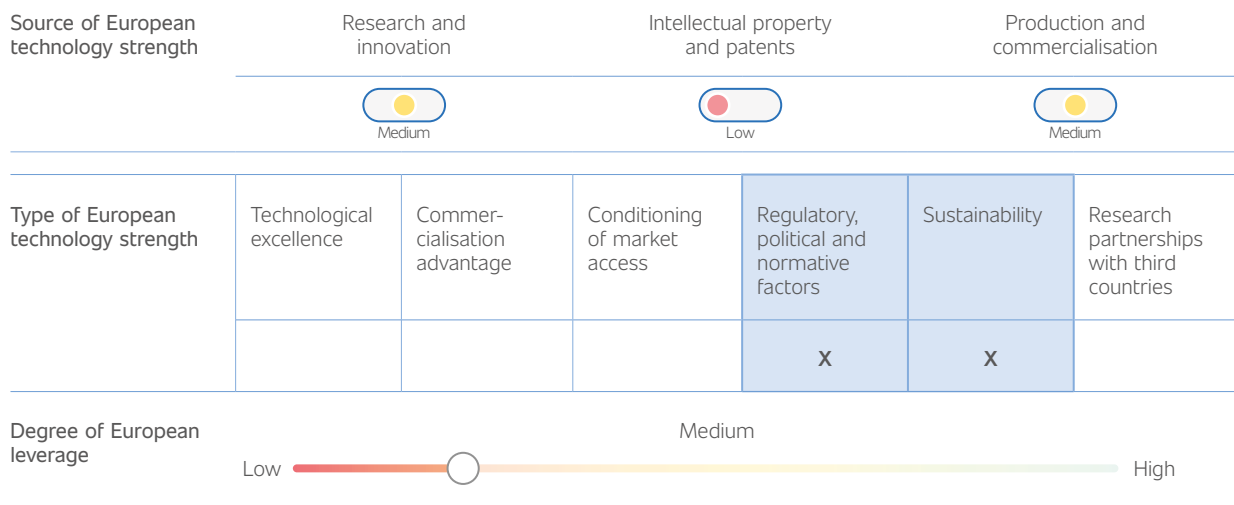 Source of European
technology strength
Research and
innovation
Intellectual property
and patents
Production and
commercialisation
Medium
Low
Medium
Type of European
technology strength
Technological
excellence
Commer-
cialisation
advantage
Conditioning
of market
access
Regulatory,
political and
normative
factors
Sustainability
Research
partnerships
with third
countries
X
X
Degree of European
leverage
Medium
Low
High